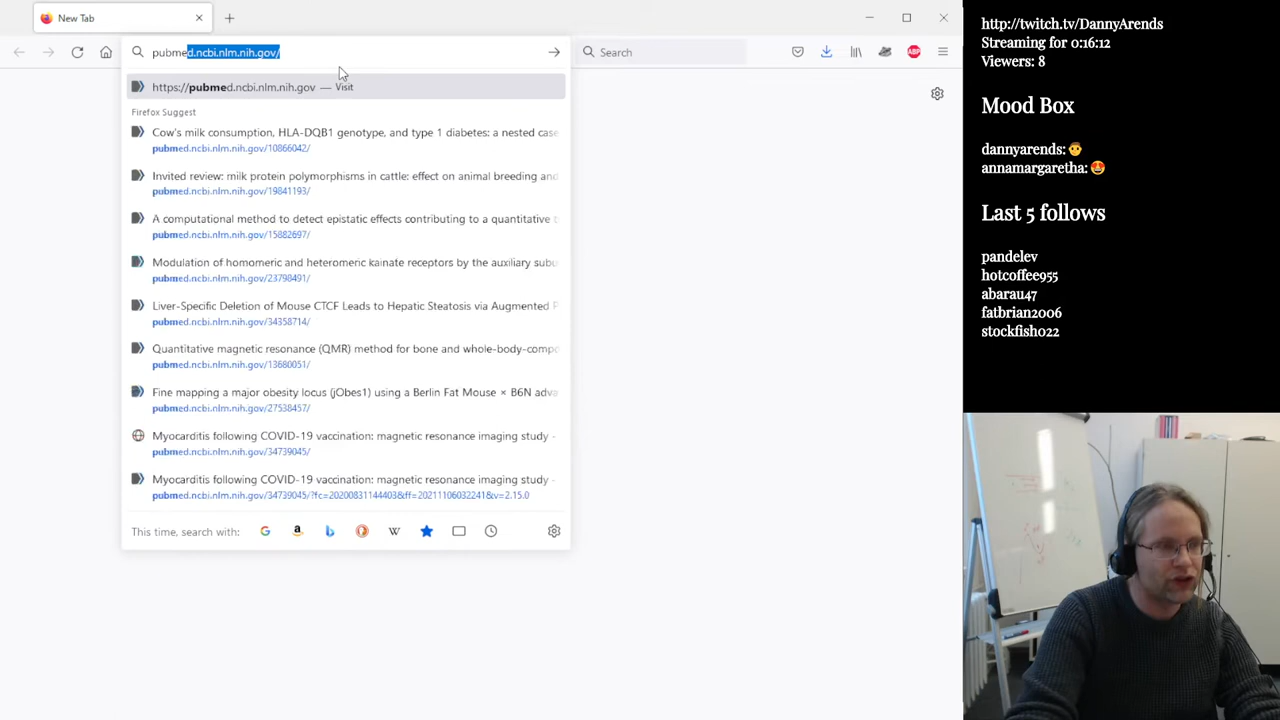 New Tab
pubmed.ncbi.nlm.nih.gov/
Search
https://pubmed.ncbi.nlm.nih.gov — Visit
Firefox Suggest
Cow's milk consumption, HLA-DQB1 genotype, and type 1 diabetes: a nested case
pubmed.ncbi.nlm.nih.gov/10866042/
Invited review: milk protein polymorphisms in cattle: effect on animal breeding and
pubmed.ncbi.nlm.nih.gov/19841193/
A computational method to detect epistatic effects contributing to a quantitative
pubmed.ncbi.nlm.nih.gov/15882697/
Modulation of homomeric and heteromeric kainate receptors by the auxiliary subu
pubmed.ncbi.nlm.nih.gov/23798491/
Liver-Specific Deletion of Mouse CTCF Leads to Hepatic Steatosis via Augmented P
pubmed.ncbi.nlm.nih.gov/34358714/
Quantitative magnetic resonance (QMR) method for bone and whole-body-compo
pubmed.ncbi.nlm.nih.gov/13680051/
Fine mapping a major obesity locus (jObes1) using a Berlin Fat Mouse × B6N adva
pubmed.ncbi.nlm.nih.gov/27538457/
Myocarditis following COVID-19 vaccination: magnetic resonance imaging study -
pubmed.ncbi.nlm.nih.gov/34739045/
Myocarditis following COVID-19 vaccination: magnetic resonance imaging study -
pubmed.ncbi.nlm.nih.gov/34739045/?fc=20200831144403&ff=20211106032241&v=2.15.0
This time, search with:
ABP
http://twitch.tv/DannyArends
Streaming for 0:16:12
Viewers: 8
Mood Box
dannyarends:
annamargaretha:
Last 5 follows
pandelev
hotcoffee955
abarau47
fatbrian2006
stockfish022